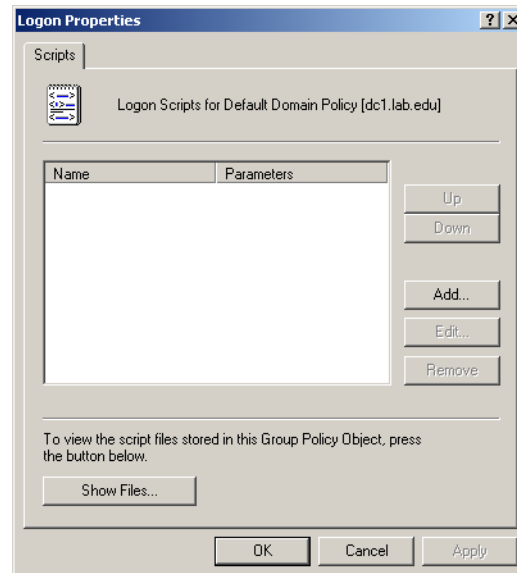 Logon Properties
Scripts
Logon Scripts for Default Domain Policy [dc1.lab.edu]
Name Parameters
Up
Down
Add...
Edit...
Remove
To view the script files stored in this Group Policy Object, press
the button below.
Show Files...
OK Cancel Apply